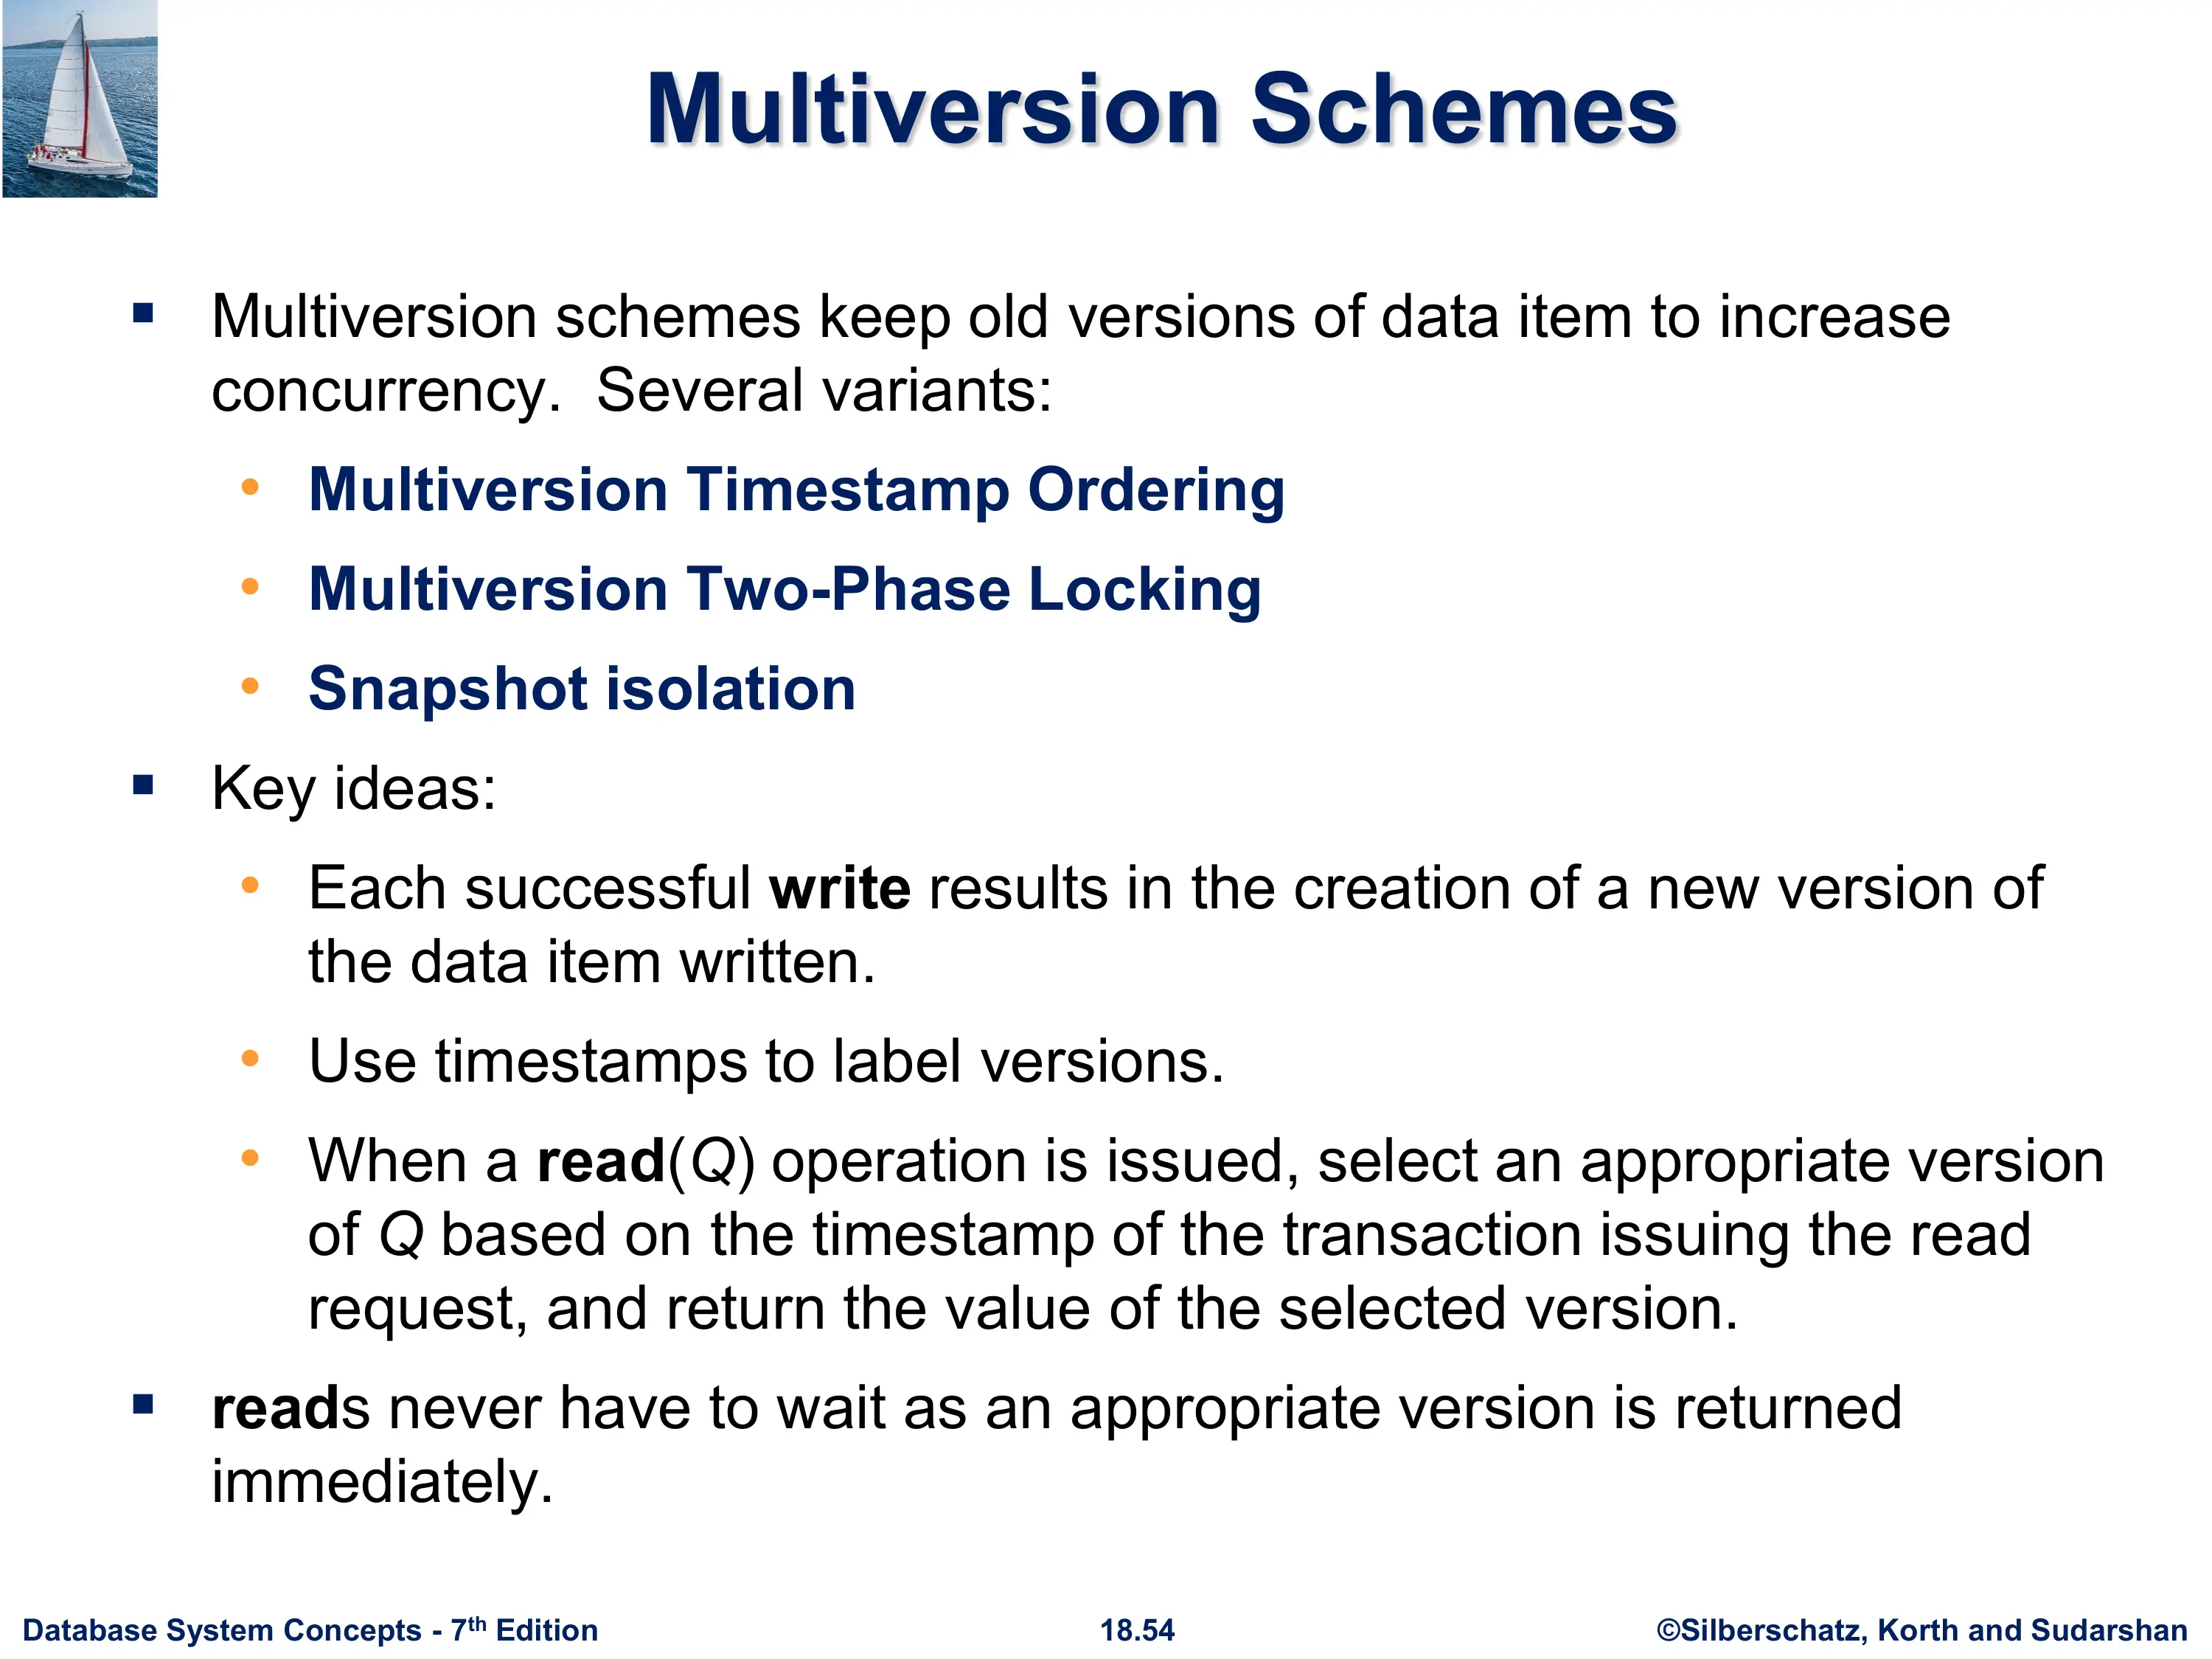 Multiversion Schemes
▪ Multiversion schemes keep old versions of data item to increase
concurrency.  Several variants:
• Multiversion Timestamp Ordering
• Multiversion Two-Phase Locking
• Snapshot isolation
▪ Key ideas:
• Each successful write results in the creation of a new version of
the data item written.
• Use timestamps to label versions.
• When a read(Q) operation is issued, select an appropriate version
of Q based on the timestamp of the transaction issuing the read
request, and return the value of the selected version.
▪ reads never have to wait as an appropriate version is returned
immediately.
Database System Concepts - 7th Edition
18.54
©Silberschatz, Korth and Sudarshan